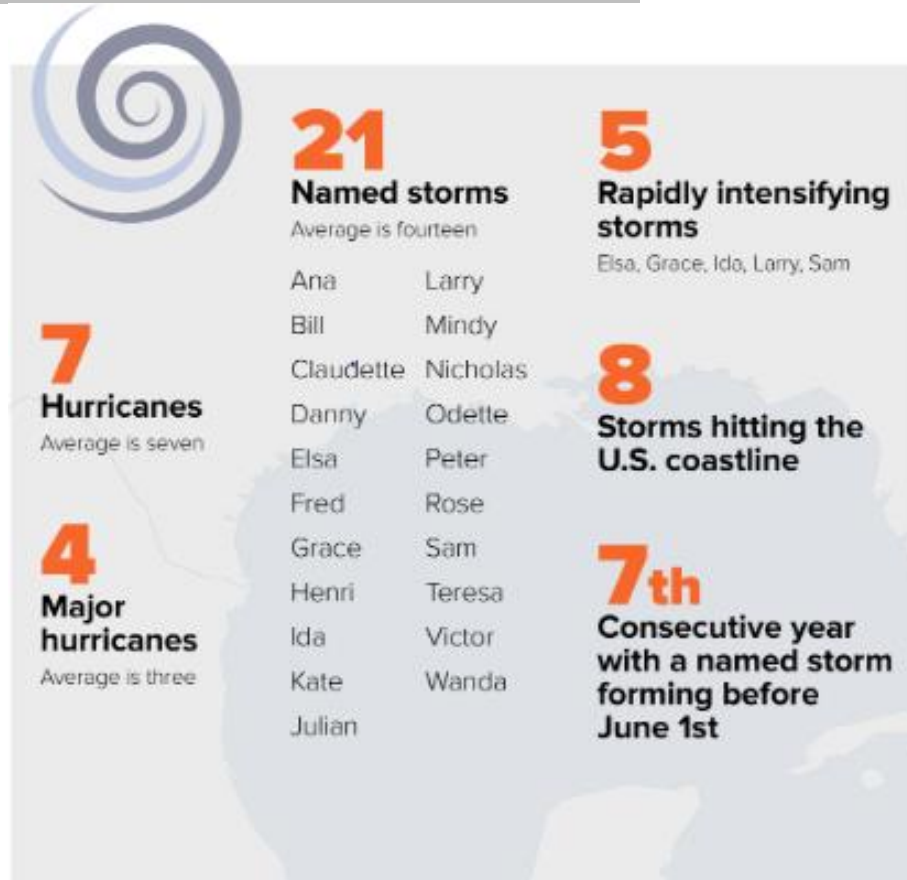 7
Hurricanes
Average is seven
4
Major
hurricanes
Average is three
21
Named storms
Average is fourteen
Ana
Bill
Claudette
Danny
Elsa
Fred
Grace
Henri
Ida
Kate
Julian
Larry
Mindy
Nicholas
Odette
Peter
Rose
Sam
Teresa
Victor
Wanda
5
Rapidly intensifying
storms
Elsa, Grace, Ida, Larry, Sam
8
Storms hitting the
U.S. coastline
7th
Consecutive year
with a named storm
forming before
June 1st